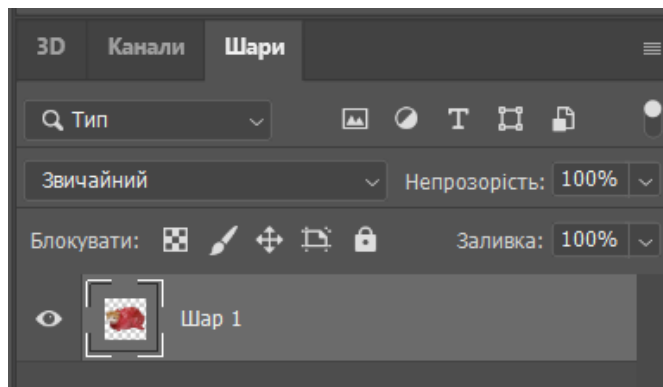 3D Канали Шари
Тип
Звичайний Непрозорість: 100%
Блокувати: Заливка: 100%
Шар 1